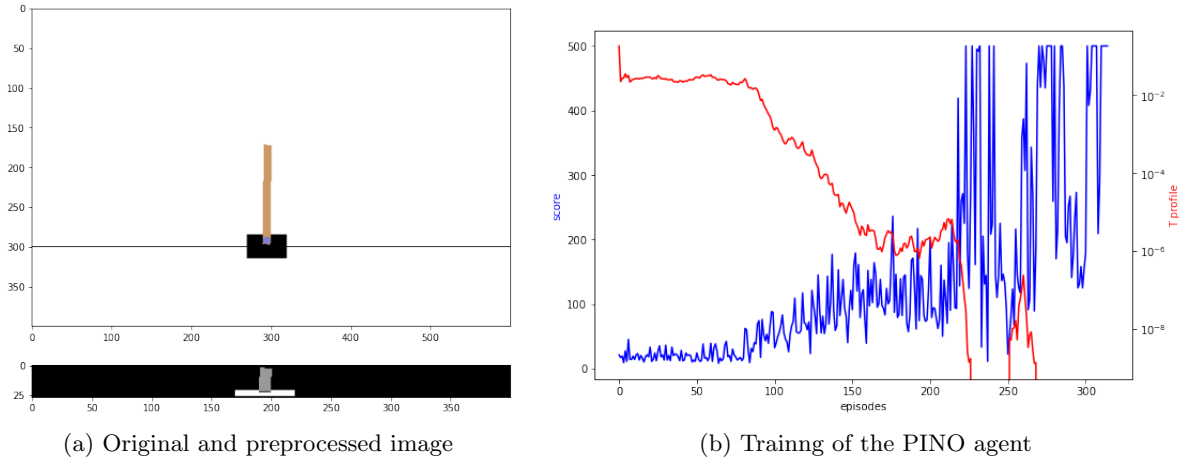 0
50
100
150
200
250
300
350
0 100 200 300 400 500
0
25
0 50 100 150 200 250 300 350
(a) Original and preprocessed image
500
400
300
200
100
0
score
0 50 100 150 200 250 300
episodes
10⁻²
10⁻⁴
10⁻⁶
10⁻⁸
T profile
(b) Trainng of the PINO agent